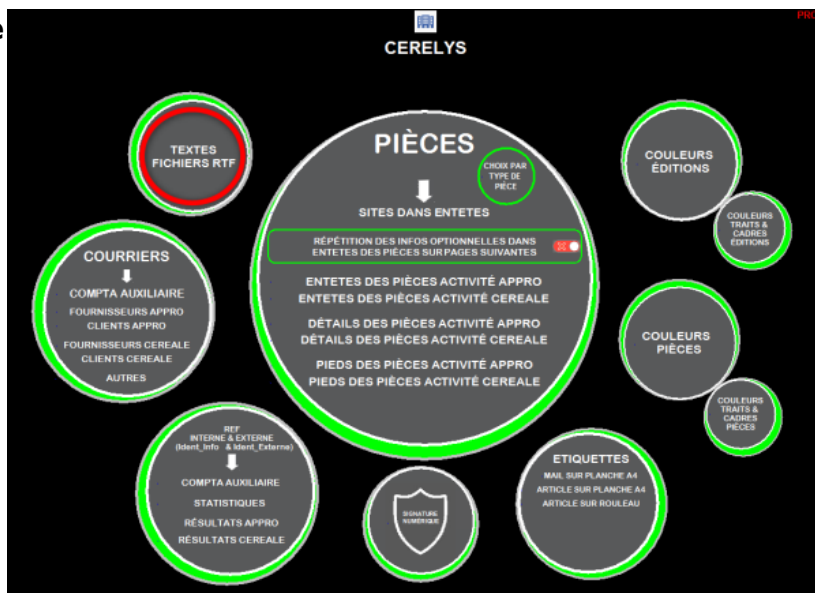 e
PRO
CERELYS
TEXTES
FICHIERS RTF
PIÈCES
CHOIX PAR
TYPE DE
PIÈCE
SITES DANS ENTETES
RÉPÉTITION DES INFOS OPTIONNELLES DANS
ENTETES DES PIÈCES SUR PAGES SUIVANTES
ENTETES DES PIÈCES ACTIVITÉ APPRO
ENTETES DES PIÈCES ACTIVITÉ CEREALE
DÉTAILS DES PIÈCES ACTIVITÉ APPRO
DÉTAILS DES PIÈCES ACTIVITÉ CEREALE
PIEDS DES PIÈCES ACTIVITÉ APPRO
PIEDS DES PIÈCES ACTIVITÉ CEREALE
COULEURS
ÉDITIONS
COULEURS
TRAITS &
CADRES
ÉDITIONS
COURRIERS
COMPTA AUXILIAIRE
FOURNISSEURS APPRO
CLIENTS APPRO
FOURNISSEURS CEREALE
CLIENTS CEREALE
AUTRES
COULEURS
PIÈCES
COULEURS
TRAITS &
CADRES
PIÈCES
REF
INTERNE & EXTERNE
(Ident_Info & Ident_Externe)
COMPTA AUXILIAIRE
STATISTIQUES
RÉSULTATS APPRO
RÉSULTATS CEREALE
SIGNATURE
NUMÉRIQUE
ETIQUETTES
MAIL SUR PLANCHE A4
ARTICLE SUR PLANCHE A4
ARTICLE SUR ROULEAU